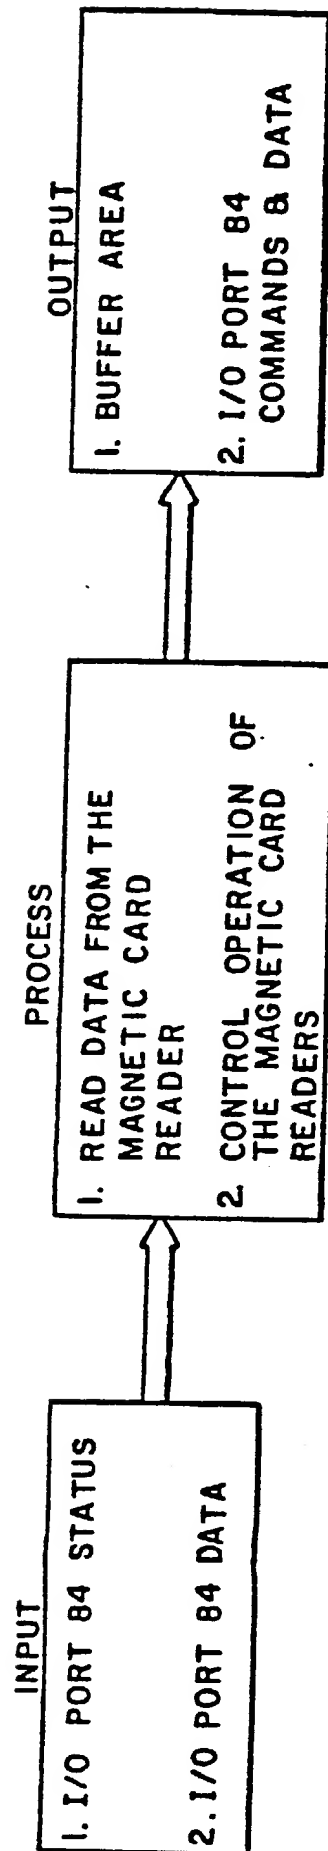 INPUT
1. I/O PORT 84 STATUS
2. I/O PORT 84 DATA
PROCESS
1. READ DATA FROM THE
MAGNETIC CARD
READER
2. CONTROL OPERATION OF
THE MAGNETIC CARD
READERS
OUTPUT
1. BUFFER AREA
2. I/O PORT 84
COMMANDS & DATA